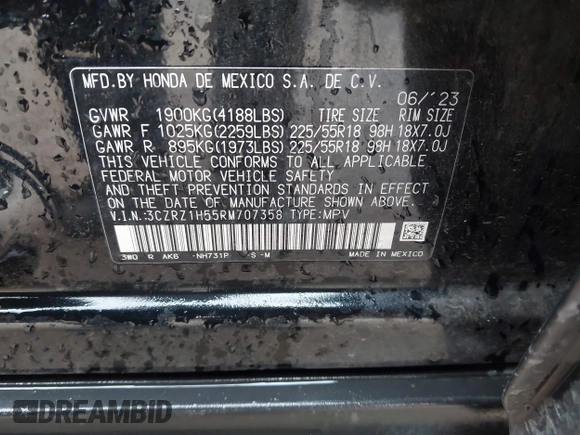 MFD.BY HONDA DE MEXICO S.A. DE C.V.
06/'23
GVWR 1900KG(4188LBS) TIRE SIZE RIM SIZE
GAWR F 1025KG(2259LBS) 225/55R18 98H 18X7.0J
GAWR R 895KG(1973LBS) 225/55R18 98H 18X7.0J
THIS VEHICLE CONFORMS TO ALL APPLICABLE
FEDERAL MOTOR VEHICLE SAFETY
AND THEFT PREVENTION STANDARDS IN EFFECT
ON THE DATE OF MANUFACTURE SHOWN ABOVE.
V.I.N:3CZRZ1H55RM707358 TYPE:MPV
3W0 R AK6 -NH731P -S-M MADE IN MEXICO
DREAMBID